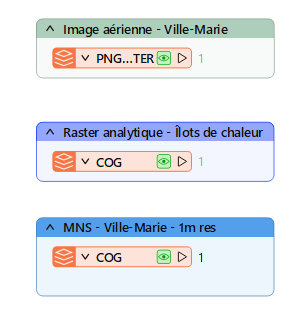 Image aérienne - Ville-Marie
PNG...TER 1
Raster analytique - Îlots de chaleur
COG 1
MNS - Ville-Marie - 1m res
COG 1